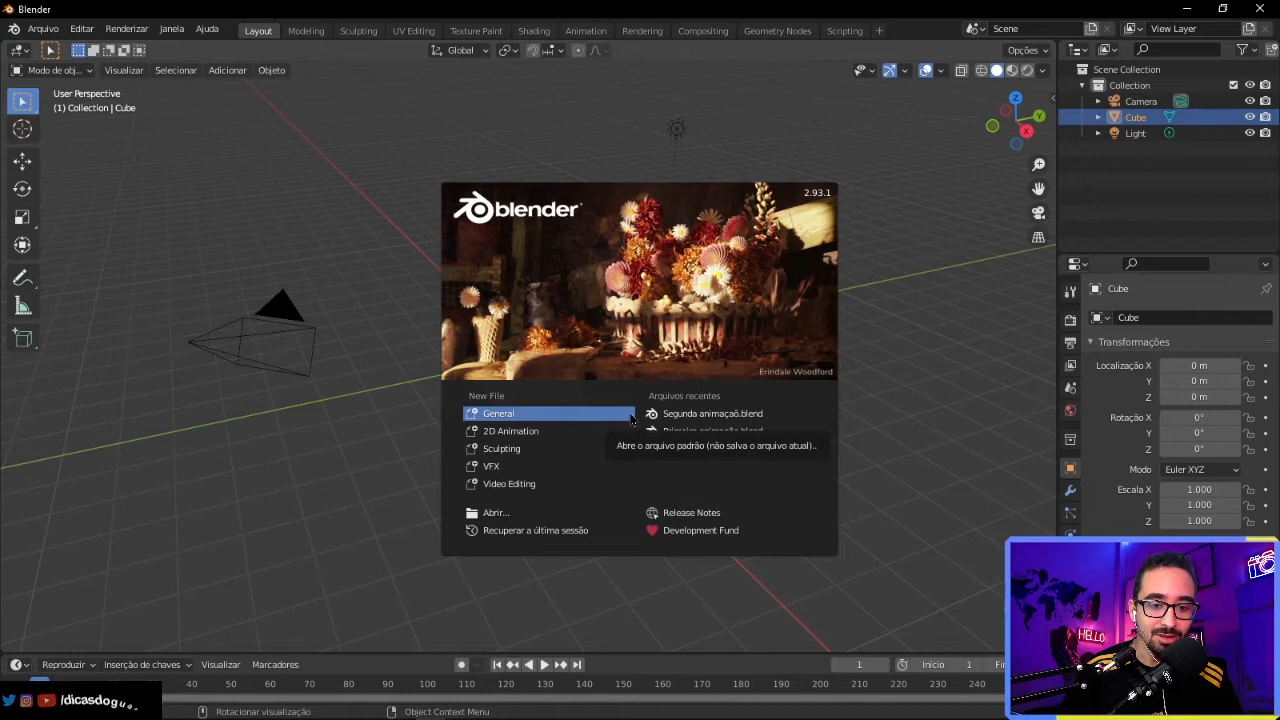 Blender
Arquivo Editar Renderizar Janela Ajuda Layout Modeling Sculpting UV Editing Texture Paint Shading Animation Rendering Compositing Geometry Nodes Scripting + Scene View Layer
Global Opções
Modo de obj... Visualizar Selecionar Adicionar Objeto
User Perspective
(1) Collection | Cube
Z
Y
X
Scene Collection
Collection
Camera
Cube
Light
2.93.1
blender
Erindale Woodford
New File Arquivos recentes
General Segunda animaçaõ.blend
2D Animation
Abre o arquivo padrão (não salva o arquivo atual)..
Sculpting
VFX
Video Editing
Abrir... Release Notes
Recuperar a última sessão Development Fund
Cube
Cube
Transformações
Localização X 0 m
Y 0 m
Z 0 m
Rotação X 0°
Y 0°
Z 0°
Modo Euler XYZ
Escala X 1.000
Y 1.000
Z 1.000
HELLO
Reproduzir Inserção de chaves Visualizar Marcadores 1 Início 1
40 50 60 70 80 90 100 110 120 130 140 150 160 170 180 190 200 210 220 230 240
/dicasdogu
Rotacionar visualização Object Context Menu